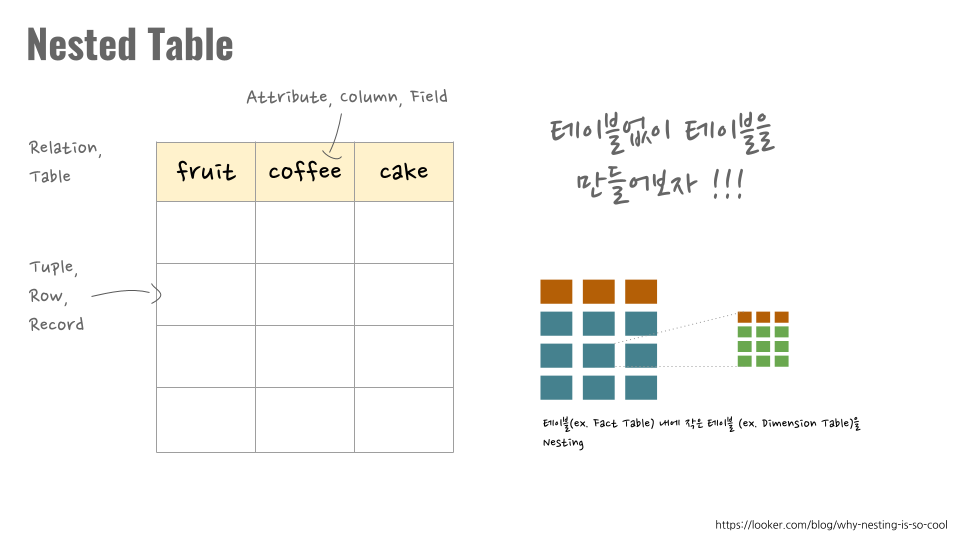 Nested Table
Attribute, Column, Field
Relation,
Table
fruit coffee cake
Tuple,
Row,
Record
테이블없이 테이블을
만들어보자 !!!
테이블(ex. Fact Table) 내에 작은 테이블 (ex. Dimension Table)을
Nesting
https://looker.com/blog/why-nesting-is-so-cool